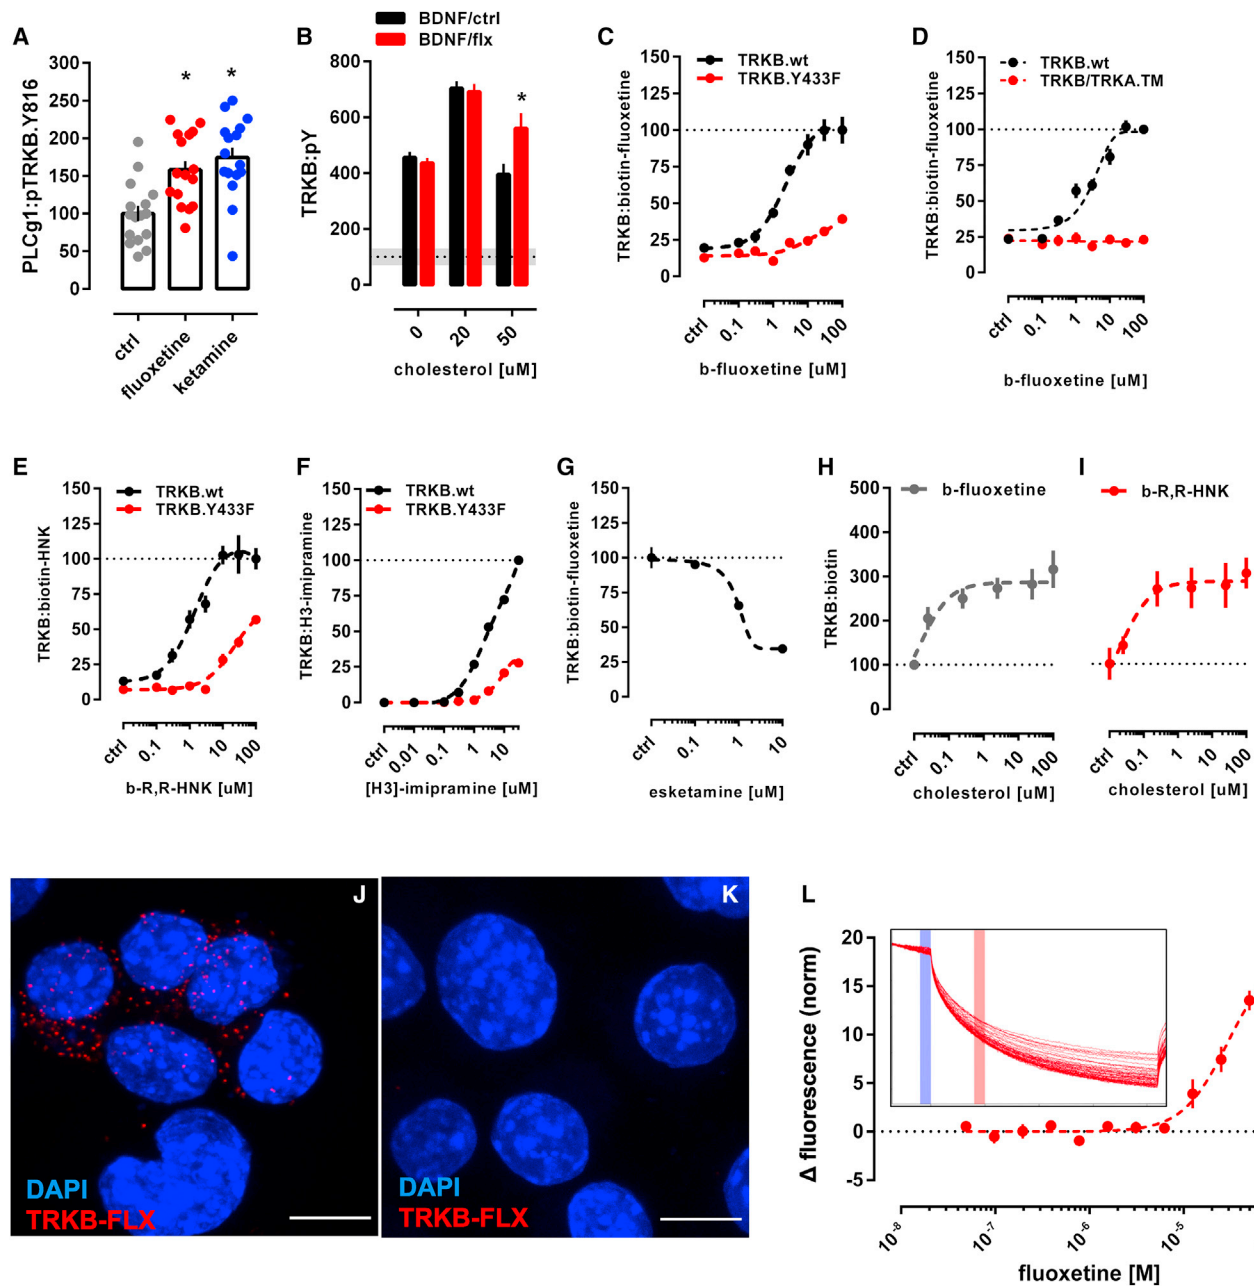 A
PLCg1:pTRKB.Y816
300
250
200
150
100
50
0
*
*
ctrl
fluoxetine
ketamine
B
BDNF/ctrl
BDNF/flx
TRKB:pY
800
600
400
200
0
*
0
20
50
cholesterol [uM]
C
TRKB.wt
TRKB.Y433F
TRKB:biotin-fluoxetine
150
125
100
75
50
25
0
ctrl
0.1
1
10
100
b-fluoxetine [uM]
D
TRKB.wt
TRKB/TRKA.TM
TRKB:biotin-fluoxetine
150
125
100
75
50
25
0
ctrl
0.1
1
10
100
b-fluoxetine [uM]
E
TRKB.wt
TRKB.Y433F
TRKB:biotin-HNK
150
125
100
75
50
25
0
ctrl
0.1
1
10
100
b-R,R-HNK [uM]
F
TRKB.wt
TRKB.Y433F
TRKB:H3-imipramine
150
125
100
75
50
25
0
ctrl
0.01
0.1
1
10
[H3]-imipramine [uM]
G
TRKB:biotin-fluoxetine
150
125
100
75
50
25
0
ctrl
0.1
1
10
esketamine [uM]
H
b-fluoxetine
TRKB:biotin
500
400
300
200
100
0
ctrl
0.1
1
10
100
cholesterol [uM]
I
b-R,R-HNK
ctrl
0.1
1
10
100
cholesterol [uM]
J
DAPI
TRKB-FLX
K
DAPI
TRKB-FLX
L
Δ fluorescence (norm)
20
15
10
5
0
-5
10-8
10-7
10-6
10-5
fluoxetine [M]